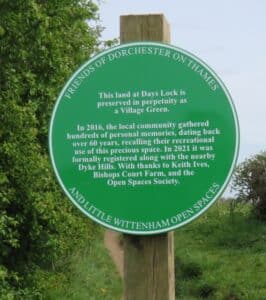 FRIENDS OF DORCHESTER ON THAMES
This land at Days Lock is
preserved in perpetuity as
a Village Green.
In 2016, the local community gathered
hundreds of personal memories, dating back
over 60 years, recalling their recreational
use of this precious space. In 2021 it was
formally registered along with the nearby
Dyke Hills. With thanks to Keith Ives,
Bishops Court Farm, and the
Open Spaces Society.
AND LITTLE WITTENHAM OPEN SPACES